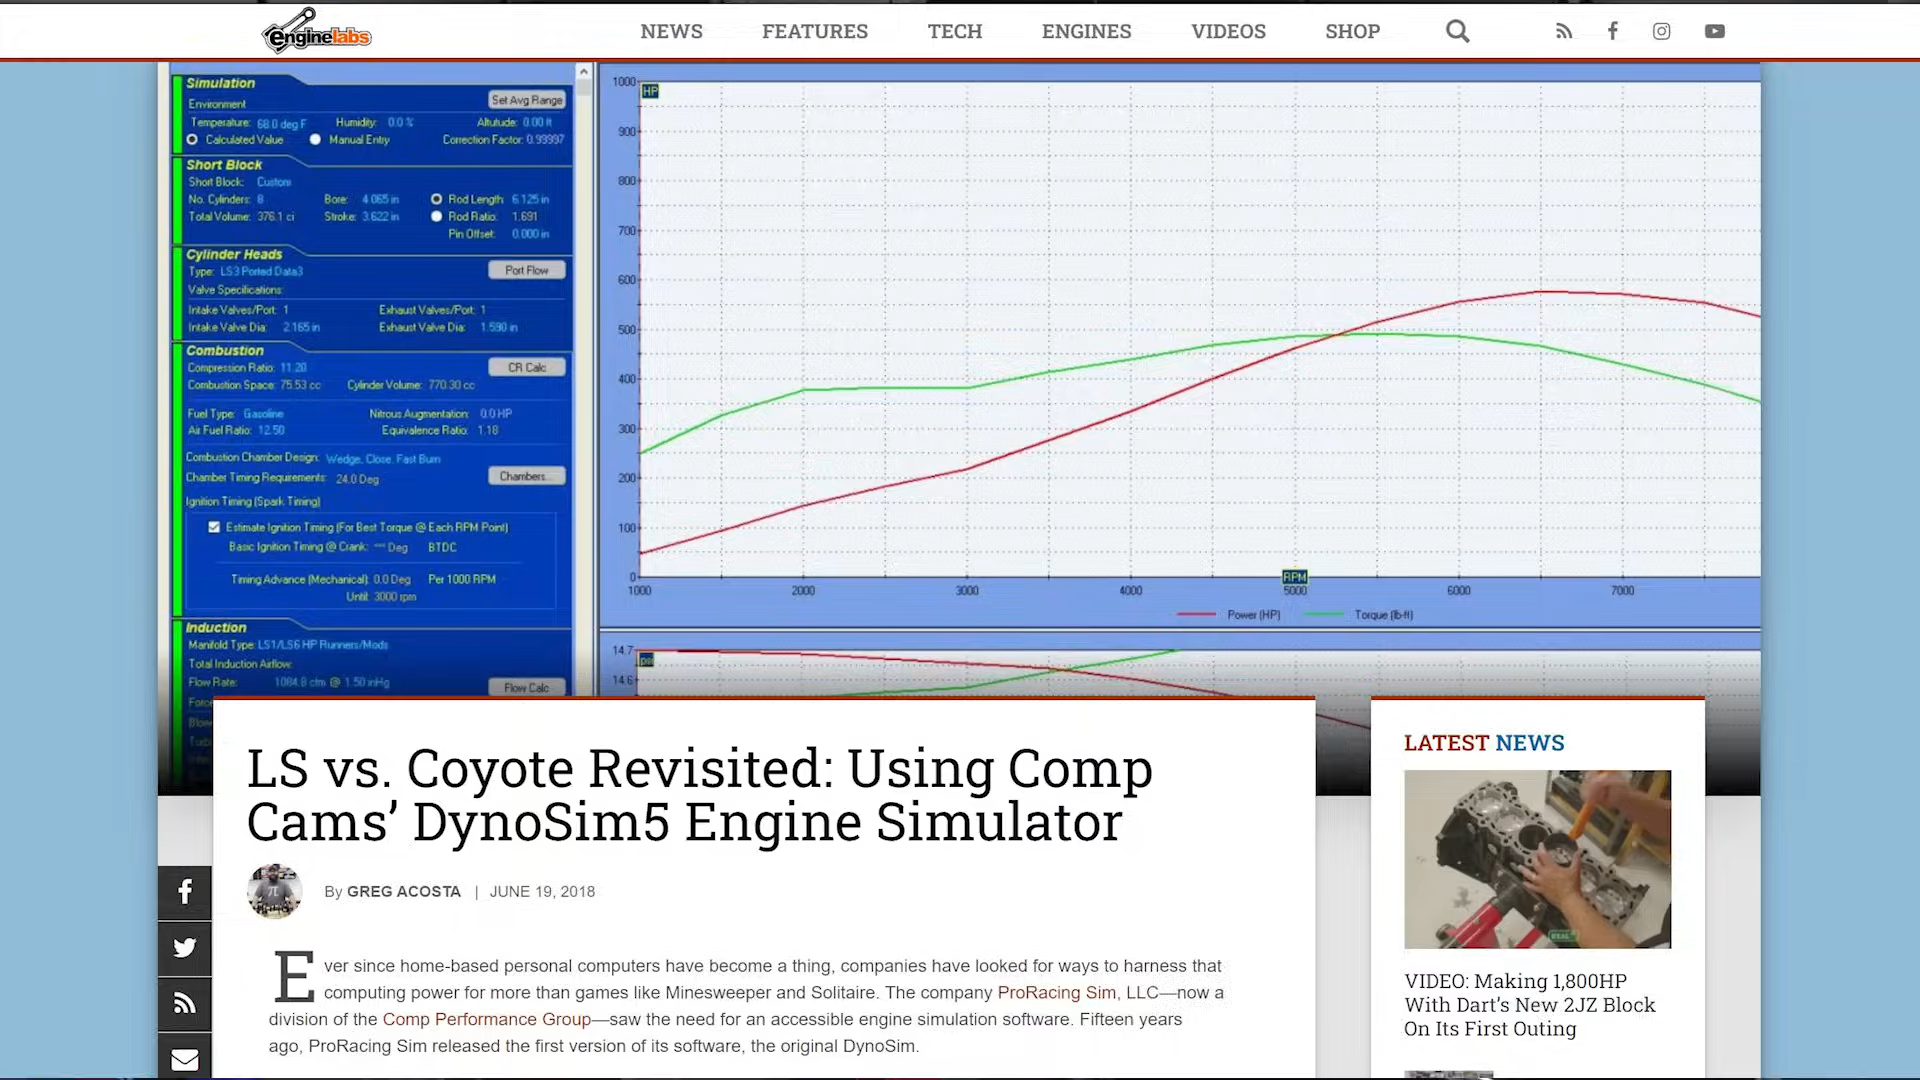 enginelabs
NEWS FEATURES TECH ENGINES VIDEOS SHOP
Simulation
Environment
Set Avg Range
Temperature: 68.0 deg F Humidity: 0.0 % Altutude: 0.00 ft
Calculated Value Manual Entry Correction Factor: 0.99997
Short Block
Short Block: Custom
No. Cylinders: 8 Bore: 4.065 in Rod Length: 6.125 in
Total Volume: 376.1 ci Stroke: 3.622 in Rod Ratio: 1.691
Pin Offset: 0.000 in
Cylinder Heads
Type: LS3 Ported Data3 Port Flow
Valve Specifications:
Intake Valves/Port: 1 Exhaust Valves/Port: 1
Intake Valve Dia: 2.165 in Exhaust Valve Dia: 1.590 in
Combustion
Compression Ratio: 11.20 CR Calc
Combustion Space: 75.53 cc Cylinder Volume: 770.30 cc
Fuel Type: Gasoline Nitrous Augmentation: 0.0 HP
Air Fuel Ratio: 12.50 Equivalence Ratio: 1.18
Combustion Chamber Design: Wedge, Close, Fast Burn
Chamber Timing Requirements: 24.0 Deg Chambers...
Ignition Timing (Spark Timing)
Estimate Ignition Timing (For Best Torque @ Each RPM Point)
Basic Ignition Timing @ Crank: --- Deg BTDC
Timing Advance (Mechanical): 0.0 Deg Per 1000 RPM
Until: 3000 rpm
Induction
Manifold Type: LS1/LS6 HP Runners/Mods
Total Induction Airflow:
Flow Rate: 1084.8 cfm @ 1.50 inHg Flow Calc
HP
1000
900
800
700
600
500
400
300
200
100
0
RPM
1000 2000 3000 4000 5000 6000 7000
Power (HP) Torque (lb-ft)
14.7
psi
14.6
LS vs. Coyote Revisited: Using Comp
Cams’ DynoSim5 Engine Simulator
By GREG ACOSTA | JUNE 19, 2018
Ever since home-based personal computers have become a thing, companies have looked for ways to harness that
computing power for more than games like Minesweeper and Solitaire. The company ProRacing Sim, LLC—now a
division of the Comp Performance Group—saw the need for an accessible engine simulation software. Fifteen years
ago, ProRacing Sim released the first version of its software, the original DynoSim.
LATEST NEWS
VIDEO: Making 1,800HP
With Dart’s New 2JZ Block
On Its First Outing